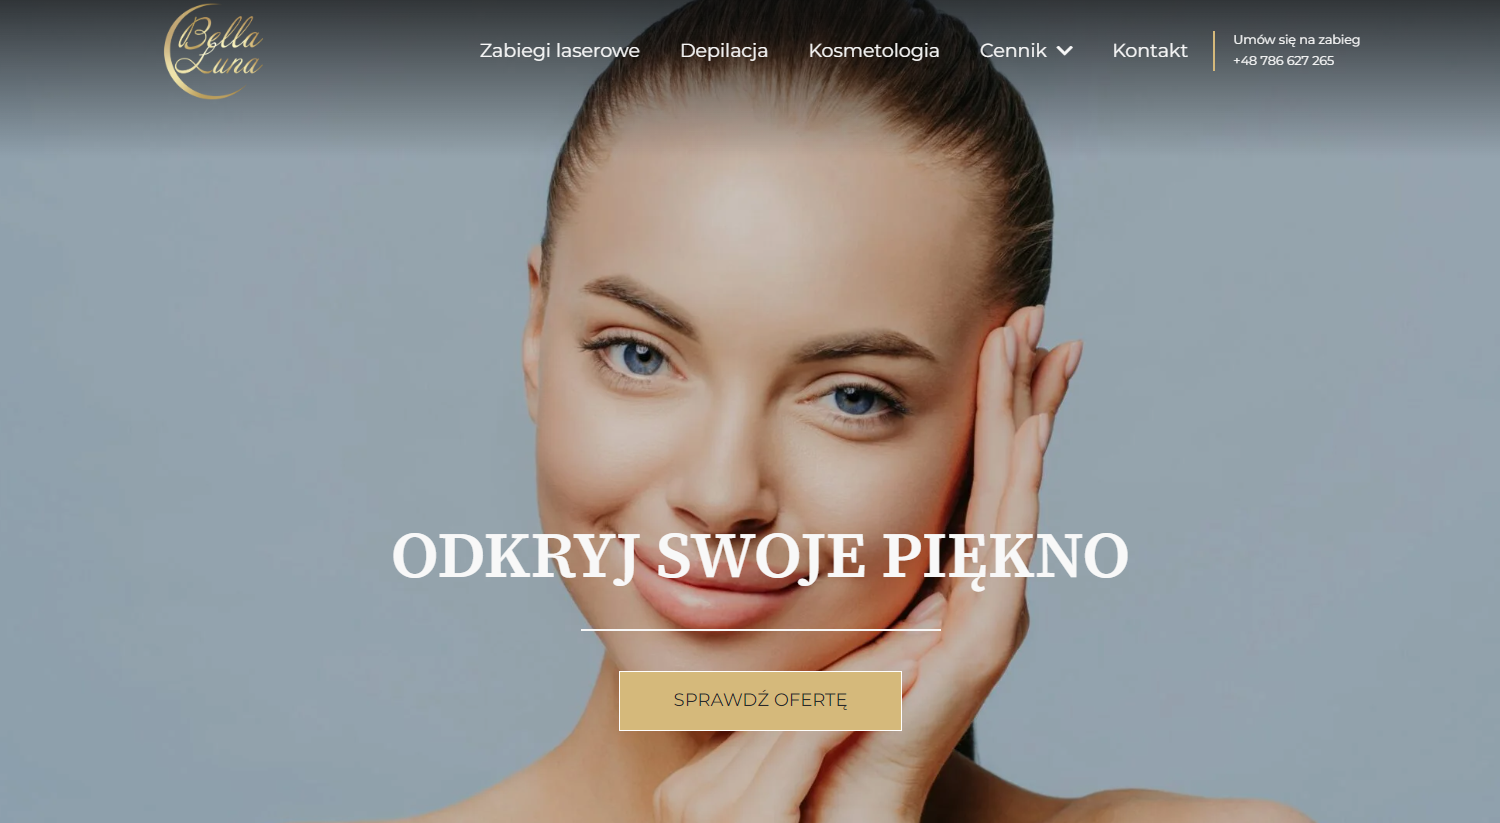 Bella
Luna
Zabiegi laserowe Depilacja Kosmetologia Cennik Kontakt
Umów się na zabieg
+48 786 627 265
ODKRYJ SWOJE PIĘKNO
SPRAWDŹ OFERTĘ